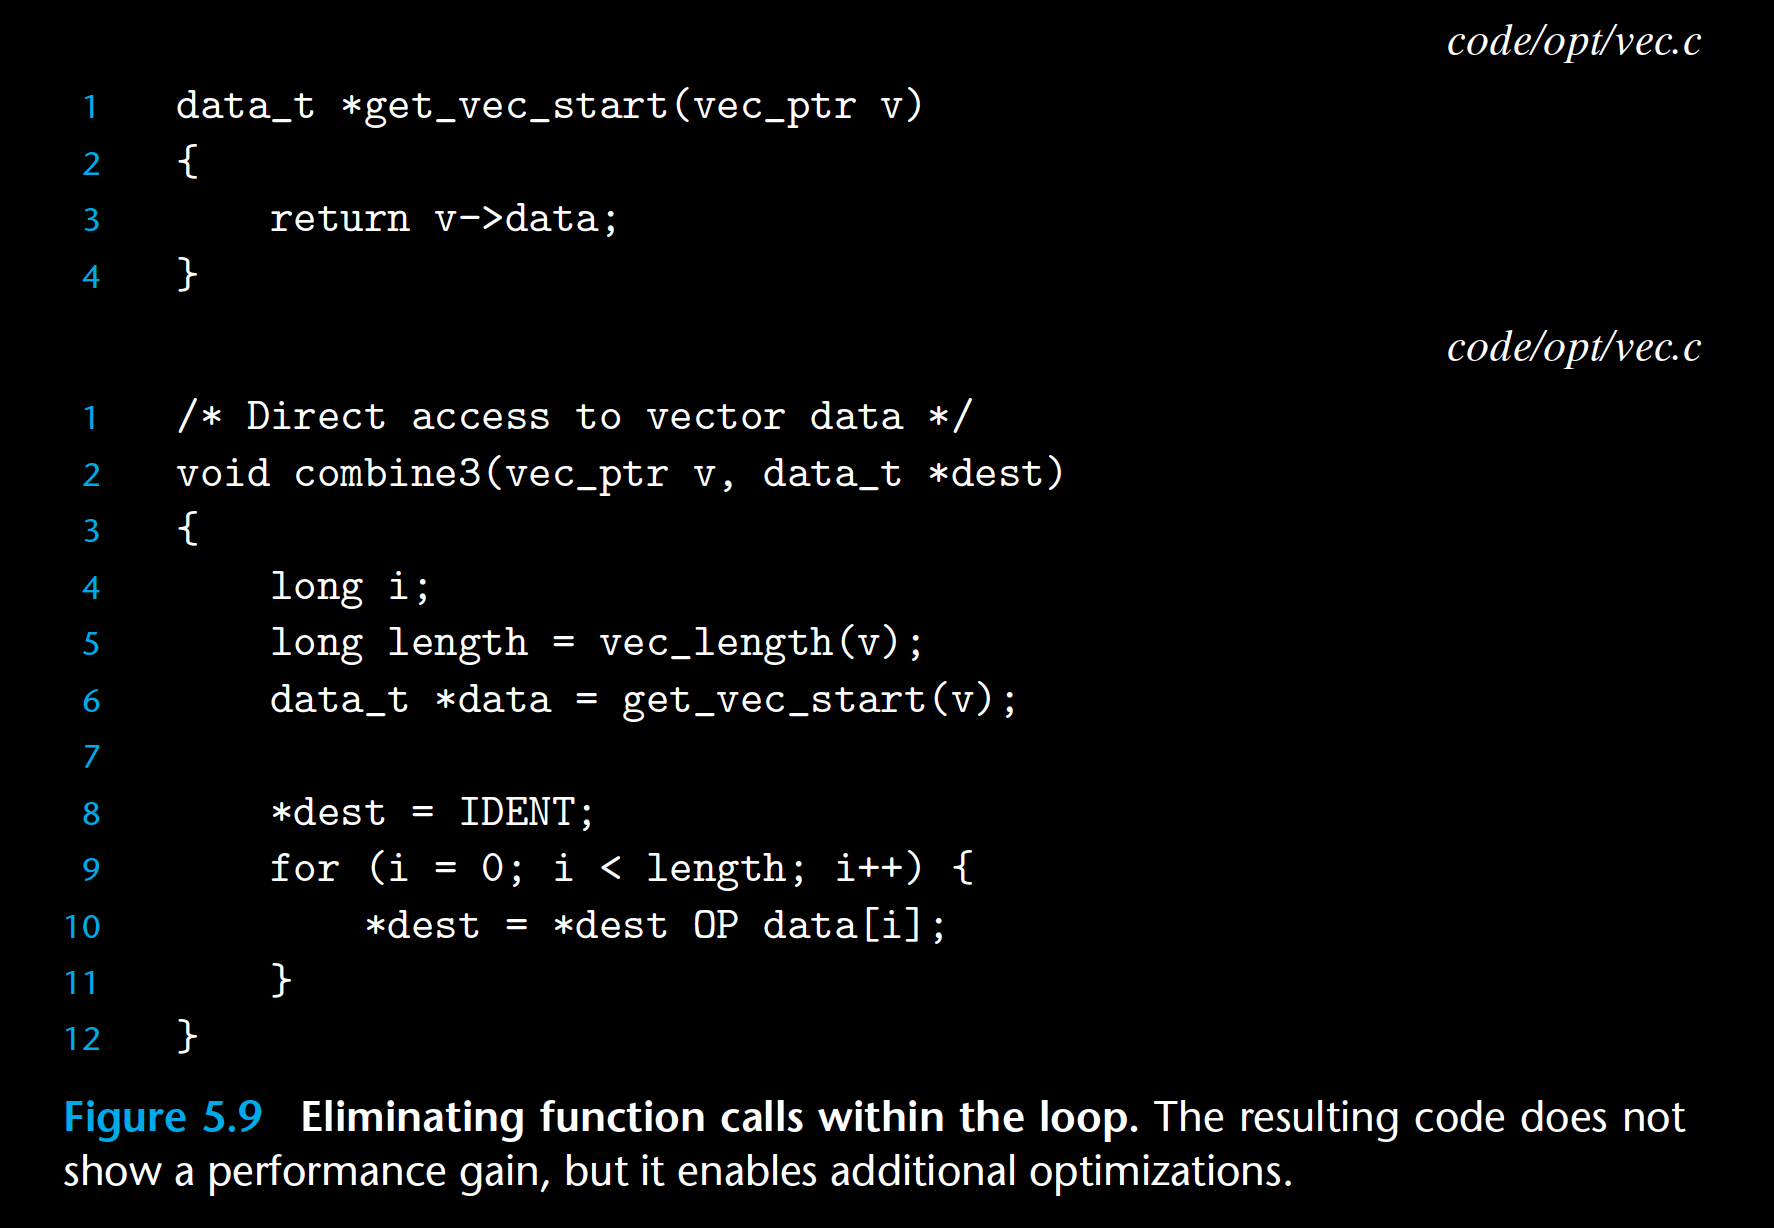 code/opt/vec.c
1 data_t *get_vec_start(vec_ptr v)
2 {
3     return v->data;
4 }
code/opt/vec.c
1 /* Direct access to vector data */
2 void combine3(vec_ptr v, data_t *dest)
3 {
4     long i;
5     long length = vec_length(v);
6     data_t *data = get_vec_start(v);
7
8     *dest = IDENT;
9     for (i = 0; i < length; i++) {
10         *dest = *dest OP data[i];
11     }
12 }
Figure 5.9 Eliminating function calls within the loop. The resulting code does not
show a performance gain, but it enables additional optimizations.